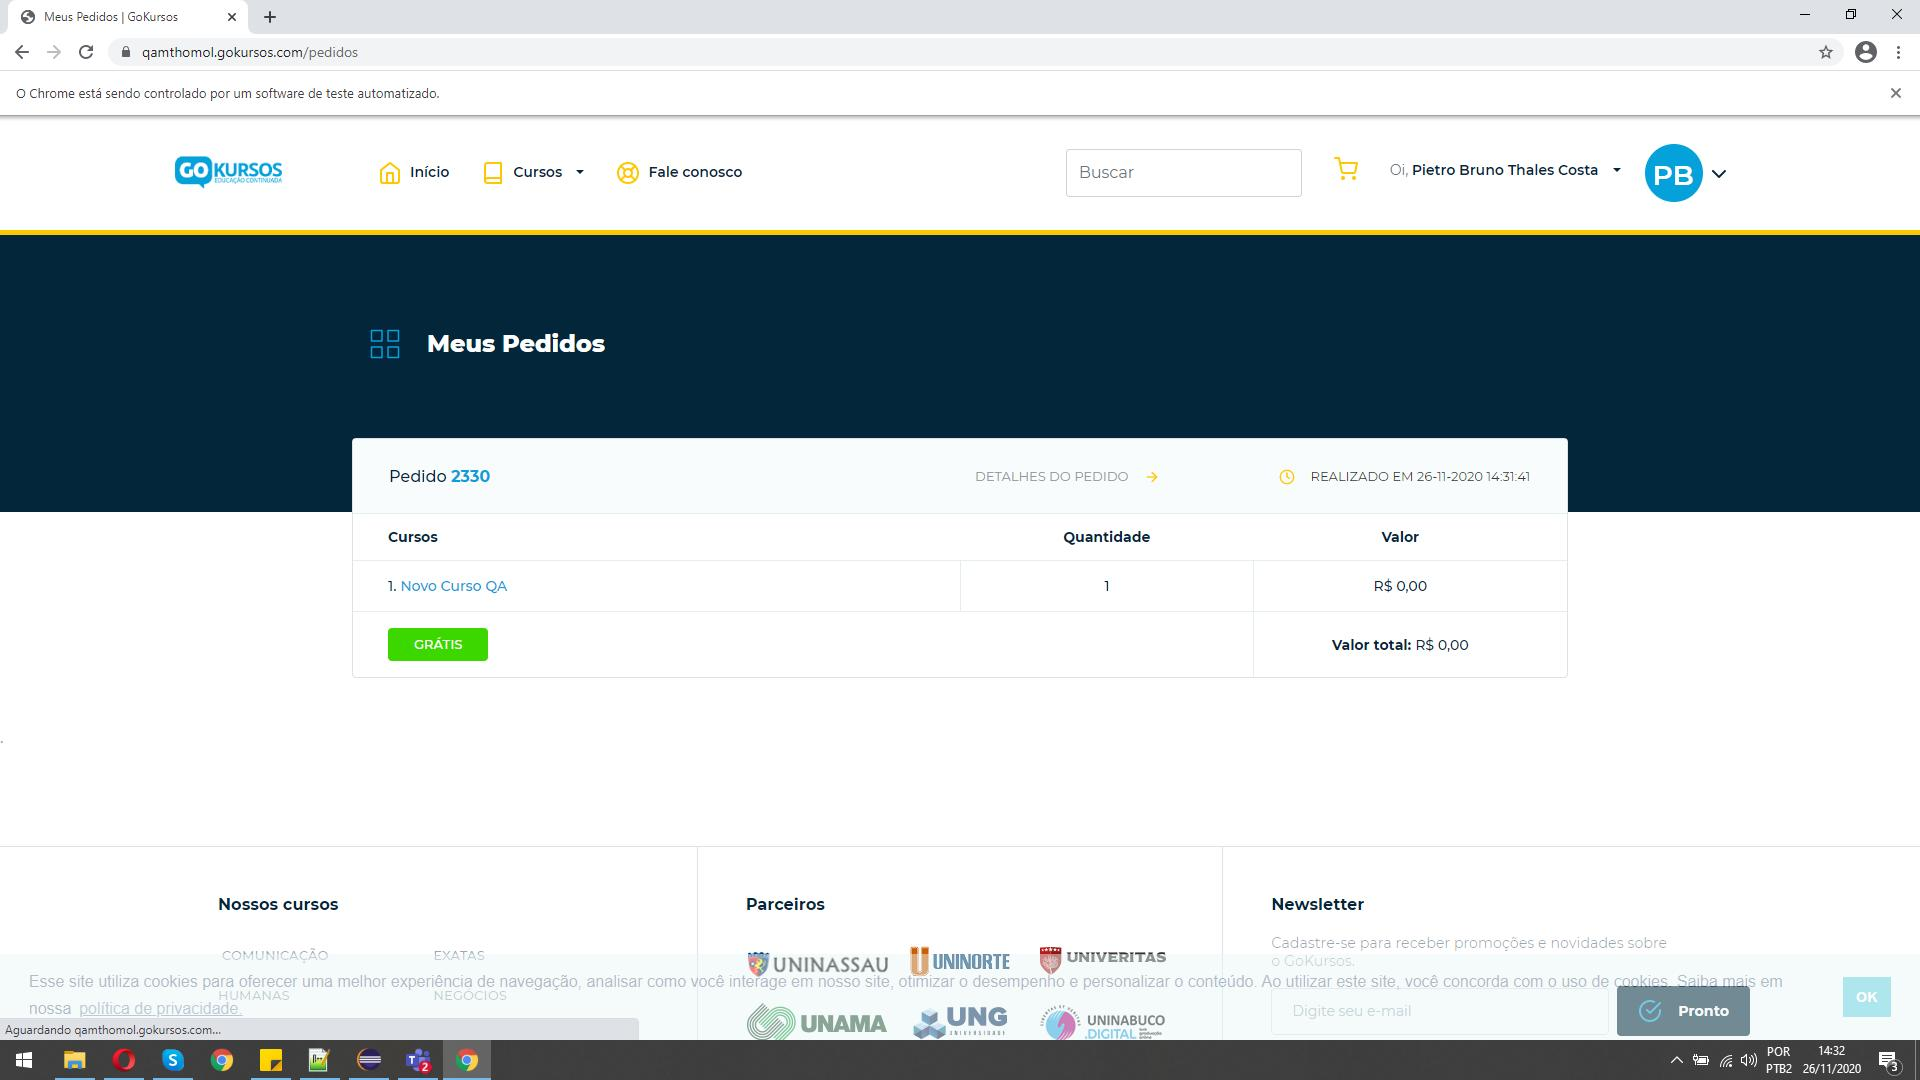 Meus Pedidos | GoKursos
qamthomol.gokursos.com/pedidos
O Chrome está sendo controlado por um software de teste automatizado.
GO KURSOS
EDUCAÇÃO CONTINUADA
Início
Cursos
Fale conosco
Buscar
Oi, Pietro Bruno Thales Costa
PB
Meus Pedidos
Pedido 2330
DETALHES DO PEDIDO
REALIZADO EM 26-11-2020 14:31:41
Cursos
Quantidade
Valor
1. Novo Curso QA
1
R$ 0,00
GRÁTIS
Valor total: R$ 0,00
.
Nossos cursos
Parceiros
Newsletter
COMUNICAÇÃO
EXATAS
HUMANAS
NEGÓCIOS
UNINASSAU
UNINORTE
UNIVERITAS
UNAMA
UNG
UNIVERSIDADE
UNINABUCO
.DIGITAL
Cadastre-se para receber promoções e novidades sobre
o GoKursos.
Digite seu e-mail
Pronto
Esse site utiliza cookies para oferecer uma melhor experiência de navegação, analisar como você interage em nosso site, otimizar o desempenho e personalizar o conteúdo. Ao utilizar este site, você concorda com o uso de cookies. Saiba mais em
nossa política de privacidade.
OK
Aguardando qamthomol.gokursos.com...
2
POR
PTB2
14:32
26/11/2020
3